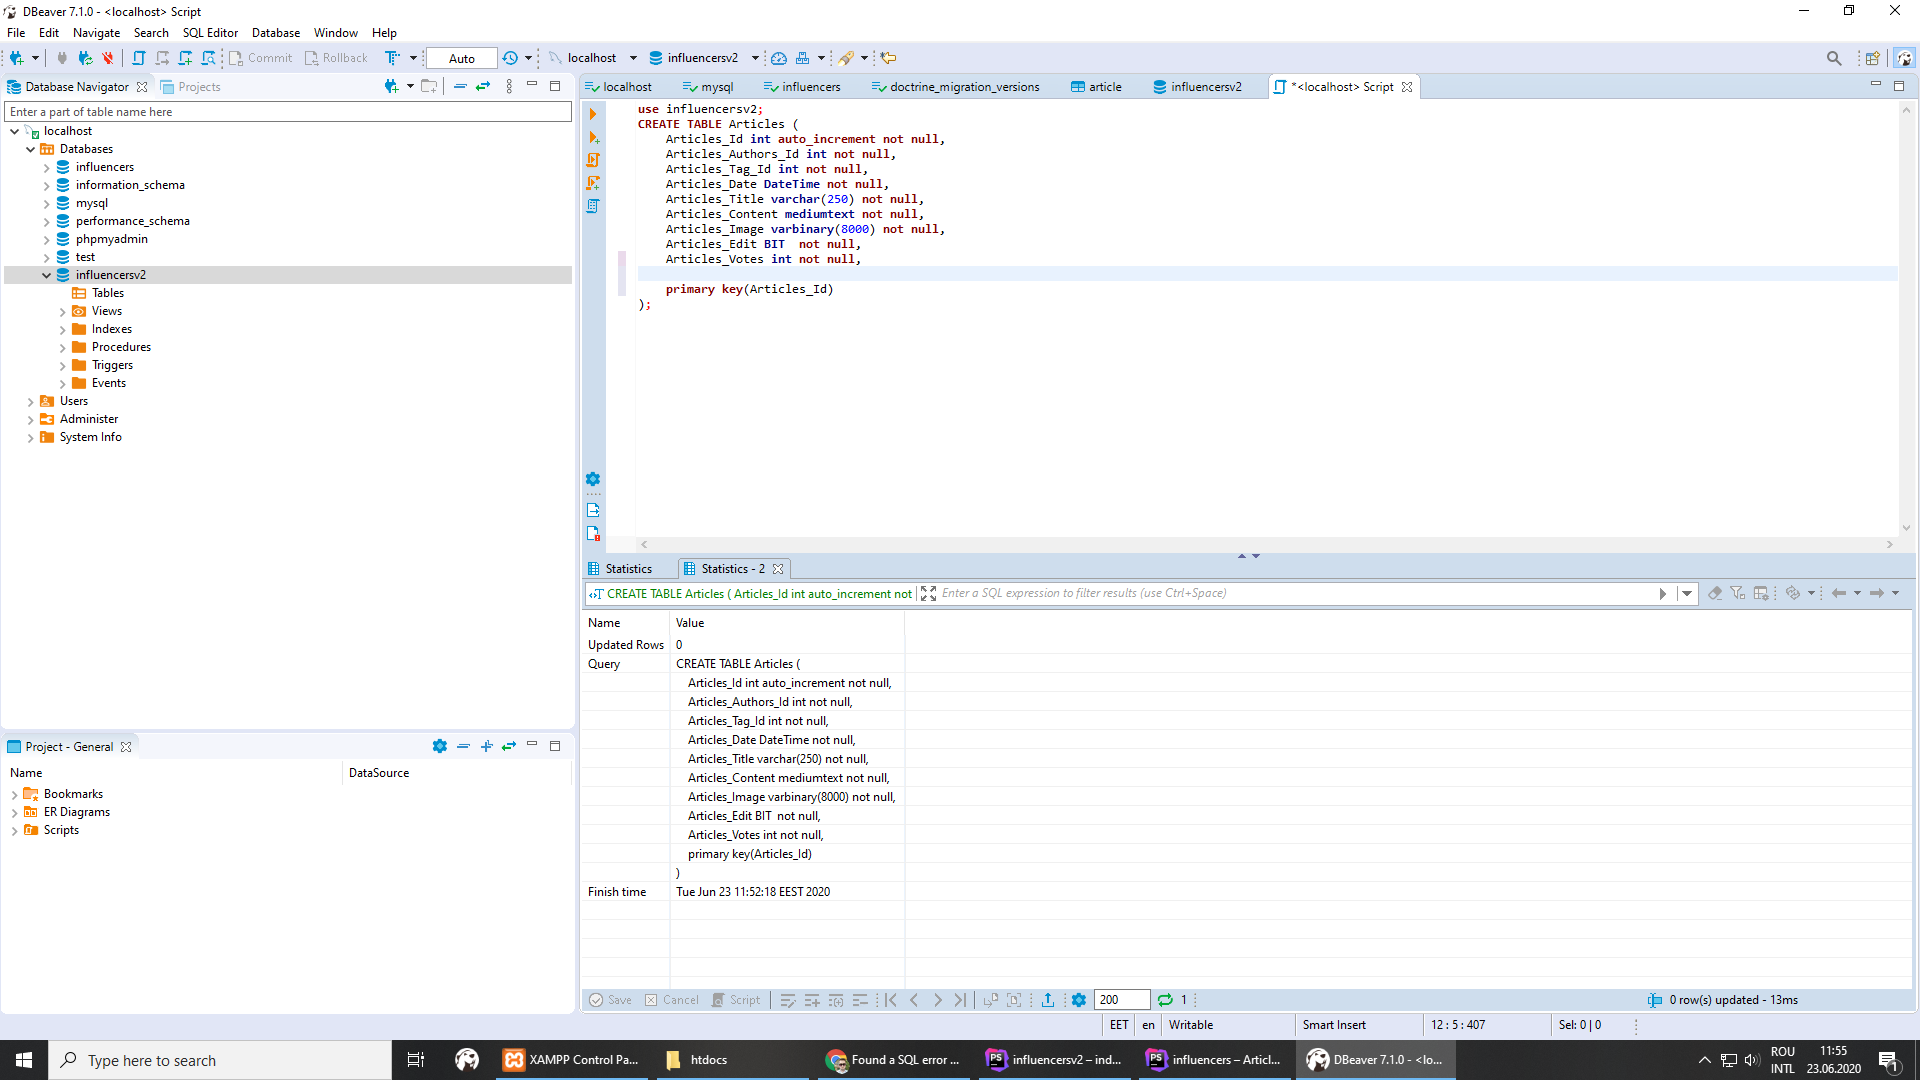 DBeaver 7.1.0 - <localhost> Script
File Edit Navigate Search SQL Editor Database Window Help
Commit Rollback Auto localhost influencersv2
Database Navigator Projects
Enter a part of table name here
localhost
Databases
influencers
information_schema
mysql
performance_schema
phpmyadmin
test
influencersv2
Tables
Views
Indexes
Procedures
Triggers
Events
Users
Administer
System Info
Project - General
Name DataSource
Bookmarks
ER Diagrams
Scripts
localhost mysql influencers doctrine_migration_versions article influencersv2 *<localhost> Script
use influencersv2;
CREATE TABLE Articles (
Articles_Id int auto_increment not null,
Articles_Authors_Id int not null,
Articles_Tag_Id int not null,
Articles_Date DateTime not null,
Articles_Title varchar(250) not null,
Articles_Content mediumtext not null,
Articles_Image varbinary(8000) not null,
Articles_Edit BIT  not null,
Articles_Votes int not null,
primary key(Articles_Id)
);
Statistics Statistics - 2
CREATE TABLE Articles ( Articles_Id int auto_increment not Enter a SQL expression to filter results (use Ctrl+Space)
Name Value
Updated Rows 0
Query CREATE TABLE Articles (
Articles_Id int auto_increment not null,
Articles_Authors_Id int not null,
Articles_Tag_Id int not null,
Articles_Date DateTime not null,
Articles_Title varchar(250) not null,
Articles_Content mediumtext not null,
Articles_Image varbinary(8000) not null,
Articles_Edit BIT  not null,
Articles_Votes int not null,
primary key(Articles_Id)
)
Finish time Tue Jun 23 11:52:18 EEST 2020
Save Cancel Script 200 1 0 row(s) updated - 13ms
EET en Writable Smart Insert 12 : 5 : 407 Sel: 0 | 0
Type here to search XAMPP Control Pa... htdocs Found a SQL error ... influencersv2 – ind... influencers – Articl... DBeaver 7.1.0 - <lo...
ROU 11:55
INTL 23.06.2020 1